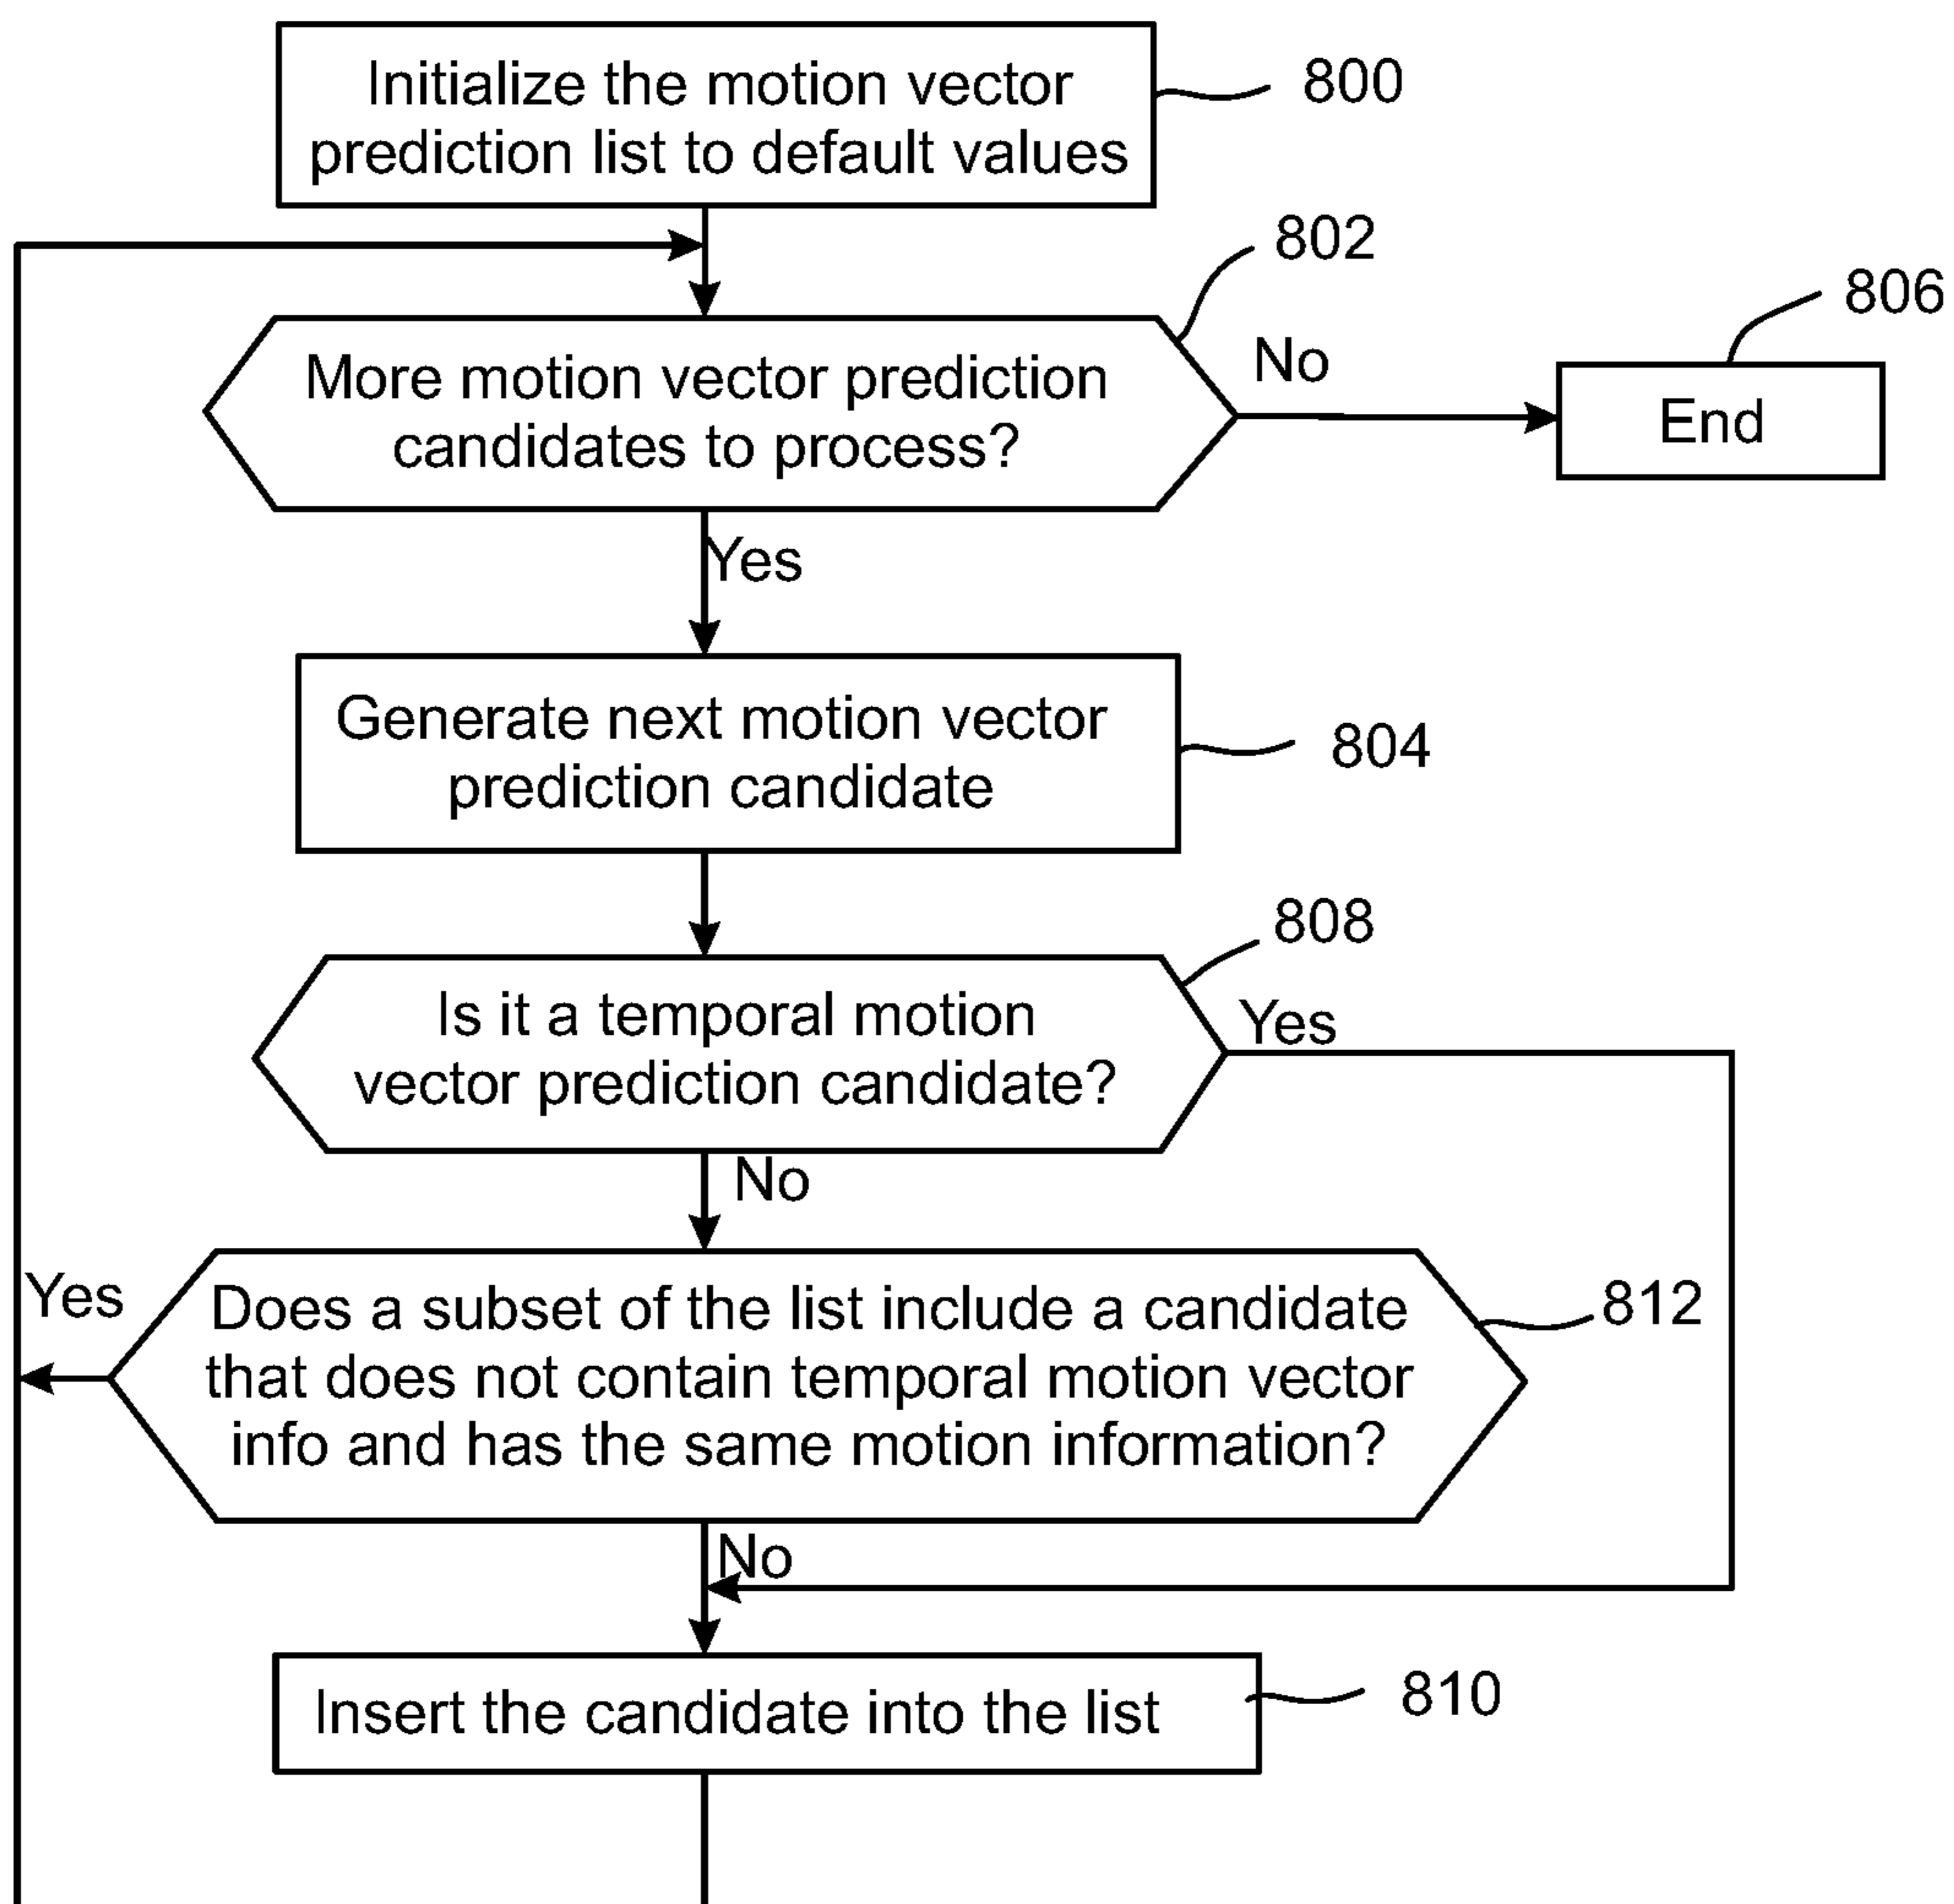 Initialize the motion vector
prediction list to default values
800
802
806
More motion vector prediction
candidates to process?
No
End
Yes
Generate next motion vector
prediction candidate
804
808
Is it a temporal motion
vector prediction candidate?
Yes
No
Yes
Does a subset of the list include a candidate
that does not contain temporal motion vector
info and has the same motion information?
812
No
Insert the candidate into the list
810